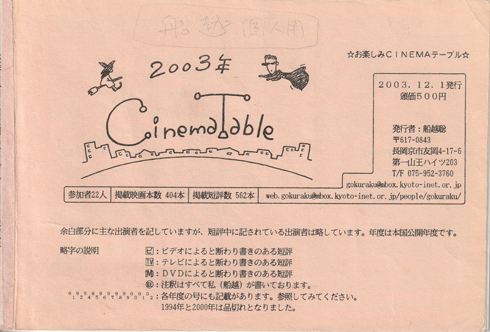 船越(個人用)
☆お楽しみCINEMAテーブル☆
2003年
CinemaTable
2003.12.1発行
頒価500円
発行者：船越聡
〒617-0843
長岡京市友岡4-17-6
第一山王ハイツ203
T/F 075-952-3760
gokuraku@mbox.kyoto-inet.or.jp
参加者22人 掲載映画本数 404本 掲載短評数 562本 web.gokuraku@mbox.kyoto-inet.or.jp/people/gokuraku/
余白部分に主な出演者を記していますが、短評中に記されている出演者は略しています。年度は本国公開年度です。
略字の説明 ：ビデオによると断わり書きのある短評
TV：テレビによると断わり書きのある短評
：DVDによると断わり書きのある短評
：注釈はすべて私（船越）が書いております。
：各年度の号にも記載があります。参照してみてください。
1994年と2000年は品切れとなりました。